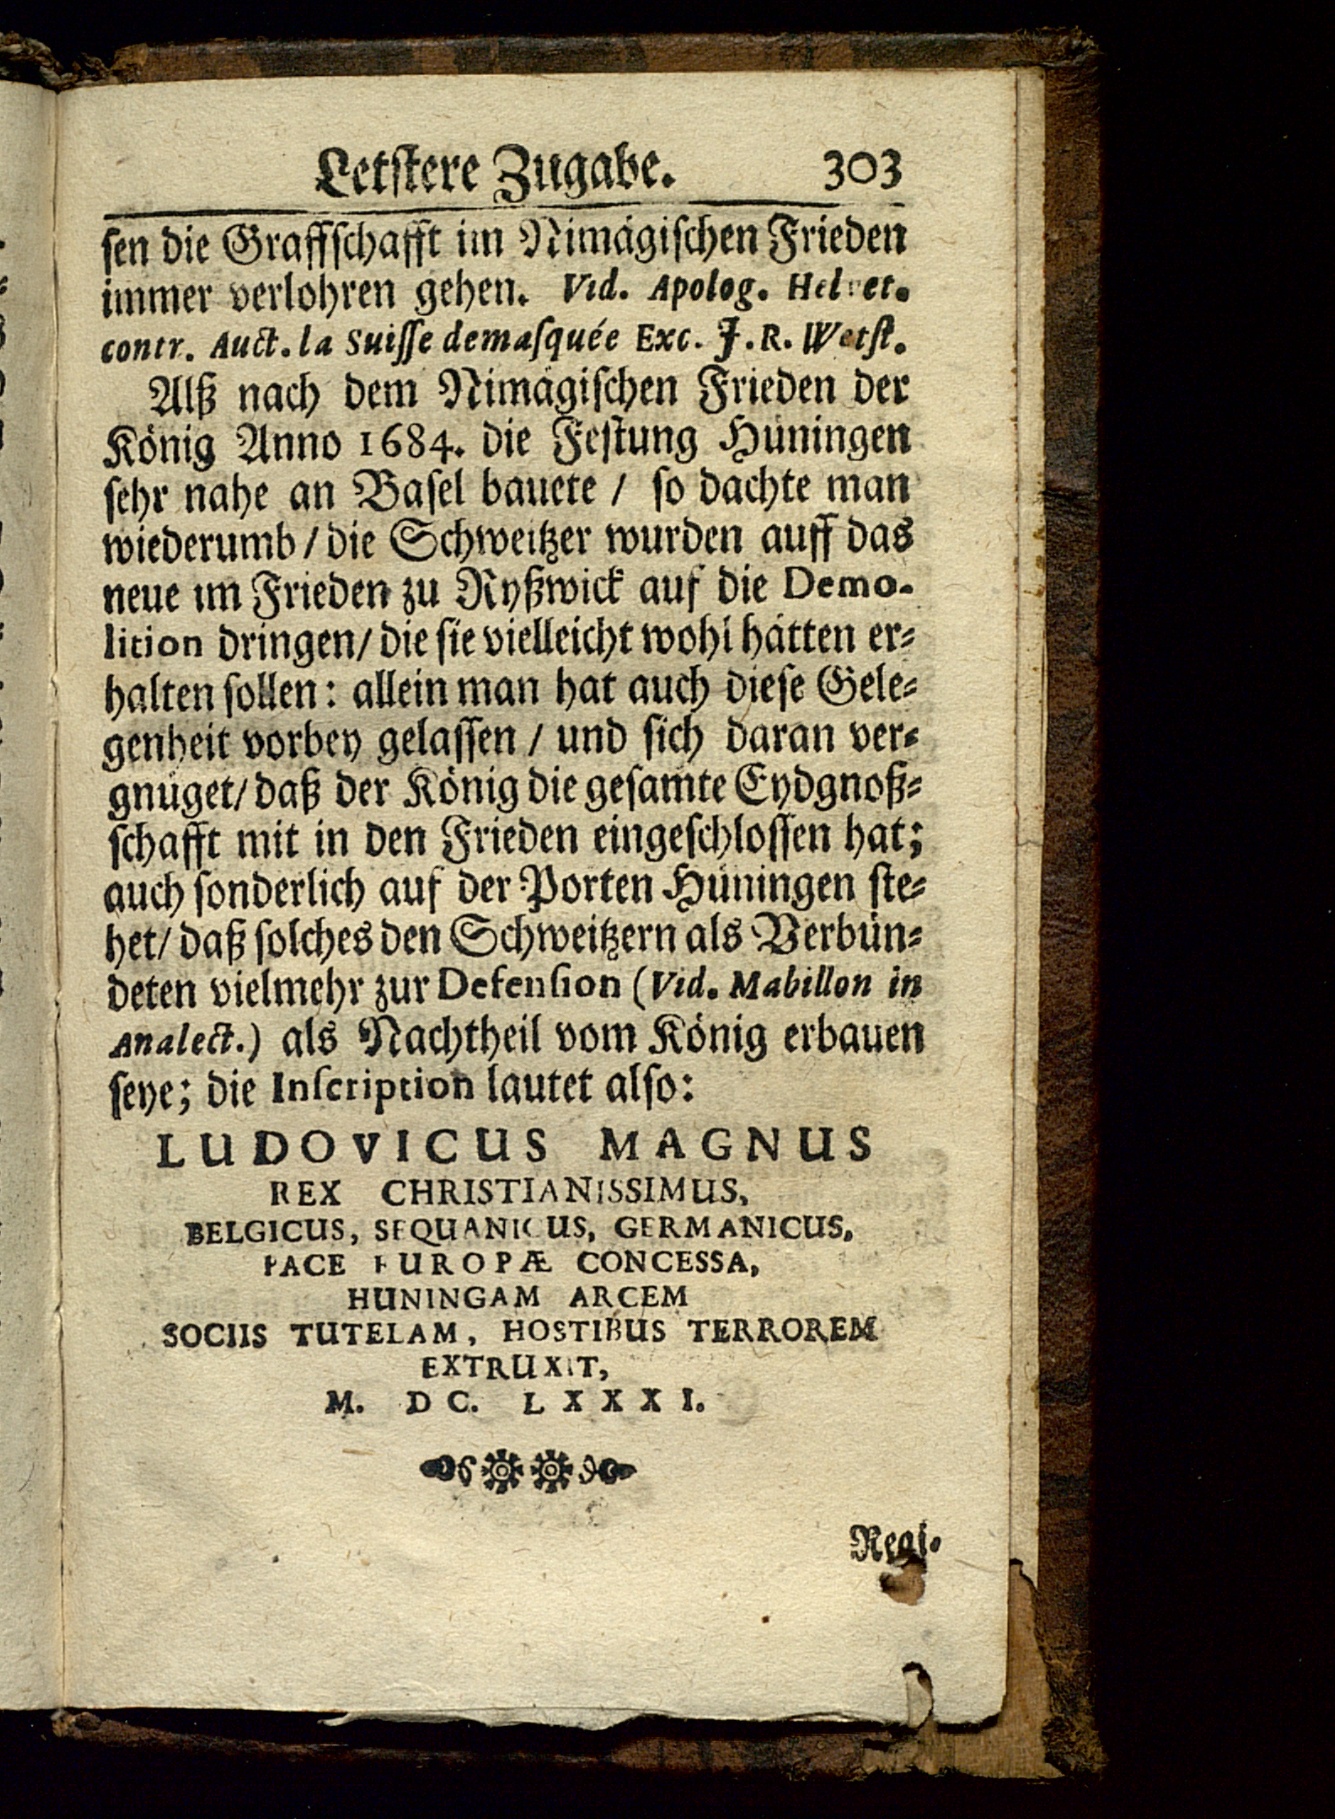 Letstere Zugabe. 303
sen die Graffschafft im Nimägischen Frieden
immer verlohren gehen. Vid. Apolog. Helvet.
contr. Auct. la Suisse demasquée Exc. J. R. Wetst.
Alß nach dem Nimägischen Frieden der
König Anno 1684. die Festung Hüningen
sehr nahe an Basel bauete / so dachte man
wiederumb / die Schweitzer wurden auff das
neue im Frieden zu Ryßwick auf die Demo-
lition dringen / die sie vielleicht wohl hätten er-
halten sollen: allein man hat auch diese Gele-
genheit vorbey gelassen / und sich daran ver-
gnüget / daß der König die gesamte Eydgnoß-
schafft mit in den Frieden eingeschlossen hat;
auch sonderlich auf der Porten Hüningen ste-
het / daß solches den Schweitzern als Verbün-
deten vielmehr zur Defension (Vid. Mabillon in
Analect.) als Nachtheil vom König erbauen
seye; die Inscription lautet also:
LUDOVICUS MAGNUS
REX CHRISTIANISSIMUS,
BELGICUS, SEQUANICUS, GERMANICUS,
PACE EUROPÆ CONCESSA,
HUNINGAM ARCEM
SOCIIS TUTELAM, HOSTIBUS TERROREM
EXTRUXIT,
M. DC. LXXXI.
Regi-